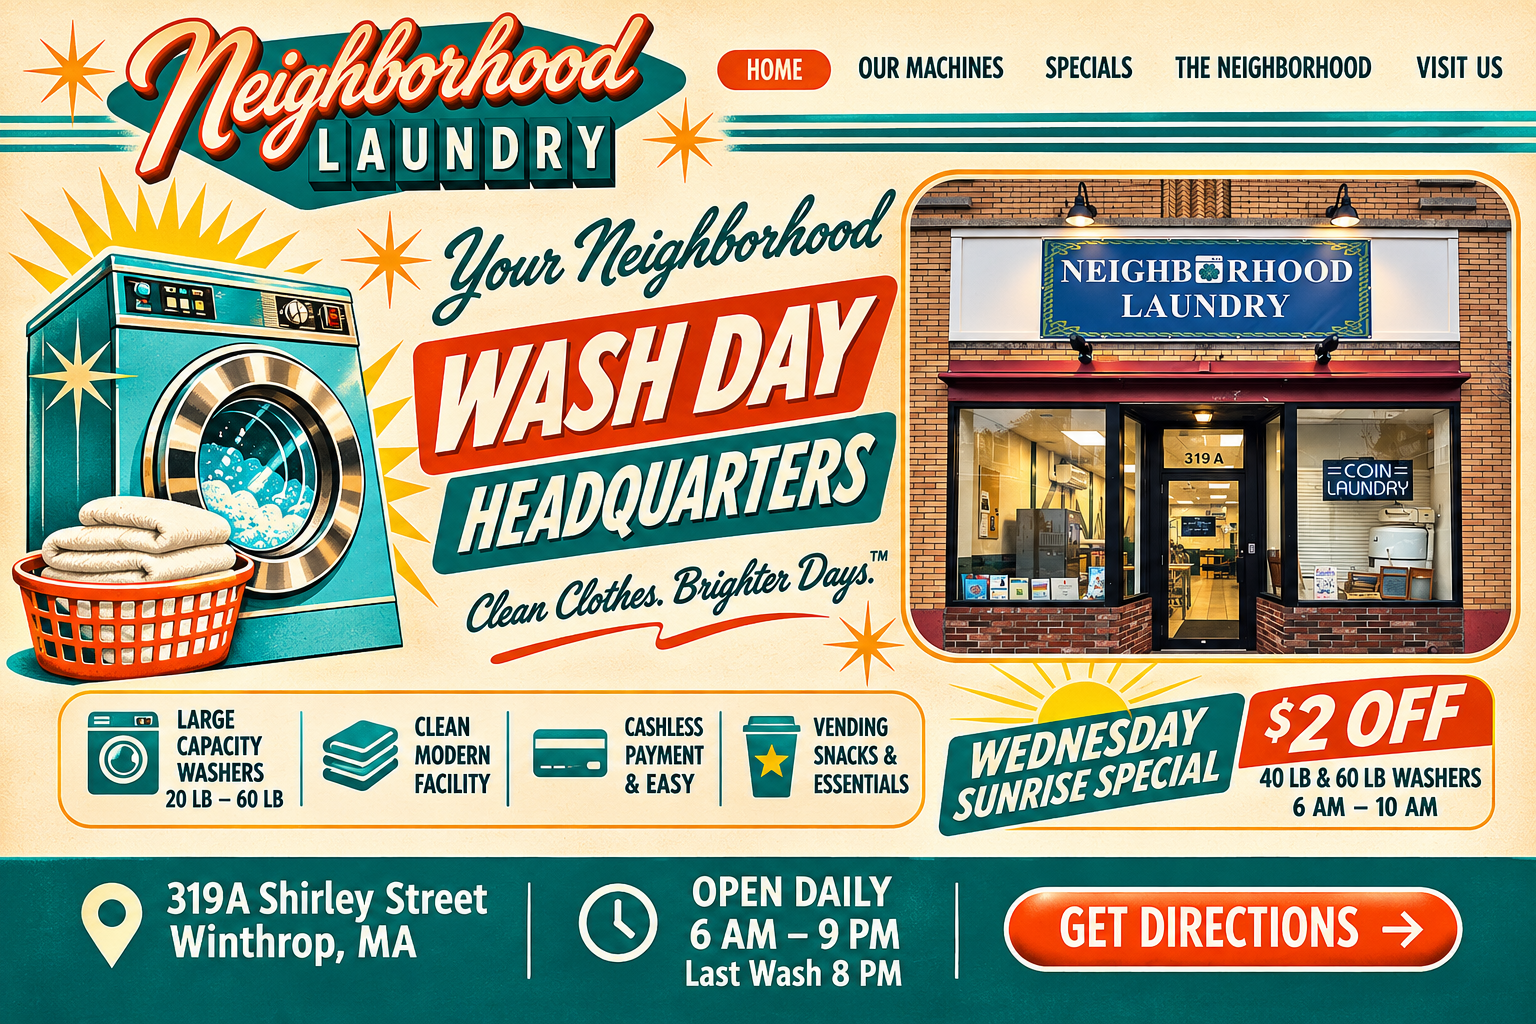 Neighborhood
LAUNDRY
HOME
OUR MACHINES
SPECIALS
THE NEIGHBORHOOD
VISIT US
Your Neighborhood
WASH DAY
HEADQUARTERS
Clean Clothes. Brighter Days.™
NEIGHBORHOOD
LAUNDRY
319 A
COIN
LAUNDRY
LARGE
CAPACITY
WASHERS
20 LB – 60 LB
CLEAN
MODERN
FACILITY
CASHLESS
PAYMENT
& EASY
VENDING
SNACKS &
ESSENTIALS
WEDNESDAY
SUNRISE SPECIAL
$2 OFF
40 LB & 60 LB WASHERS
6 AM – 10 AM
319A Shirley Street
Winthrop, MA
OPEN DAILY
6 AM – 9 PM
Last Wash 8 PM
GET DIRECTIONS →